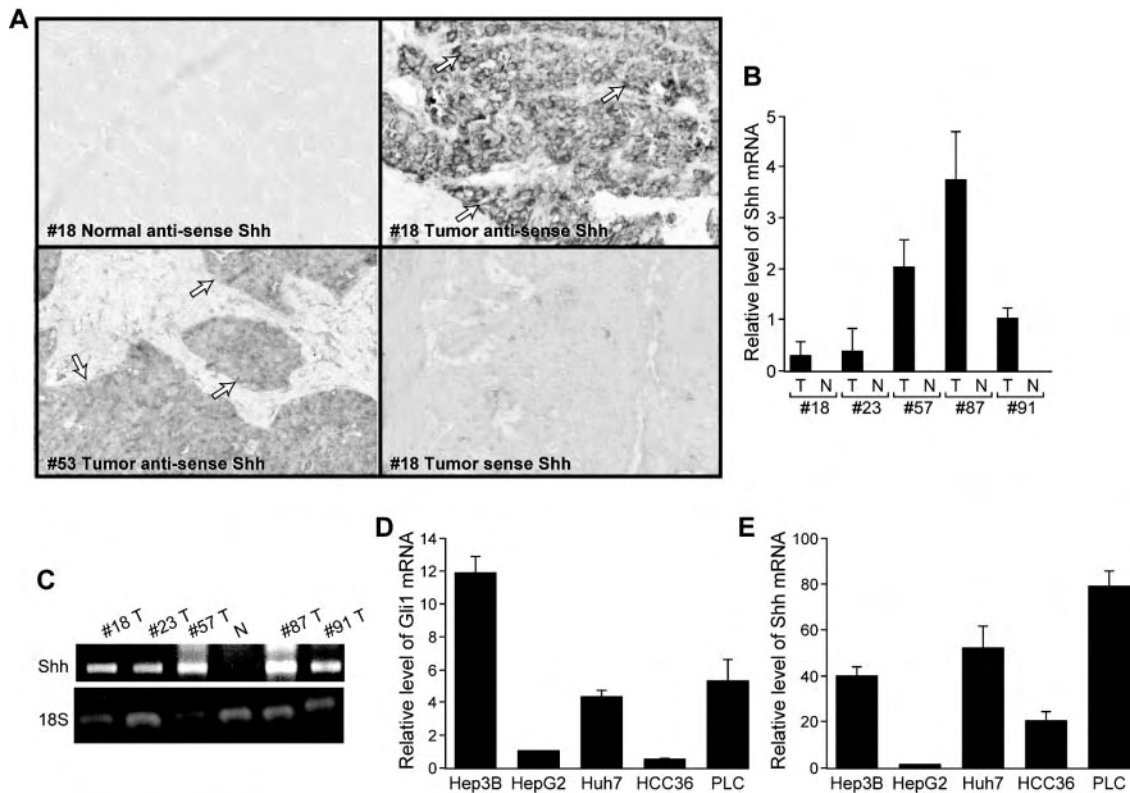 A
#18 Normal anti-sense Shh
#18 Tumor anti-sense Shh
#53 Tumor anti-sense Shh
#18 Tumor sense Shh
B
Relative level of Shh mRNA
5
4
3
2
1
0
T N T N T N T N T N
#18 #23 #57 #87 #91
C
#18 T #23 T #57 T N #87 T #91 T
Shh
18S
D
Relative level of Gli1 mRNA
14
12
10
8
6
4
2
0
Hep3B HepG2 Huh7 HCC36 PLC
E
Relative level of Shh mRNA
100
80
60
40
20
0
Hep3B HepG2 Huh7 HCC36 PLC